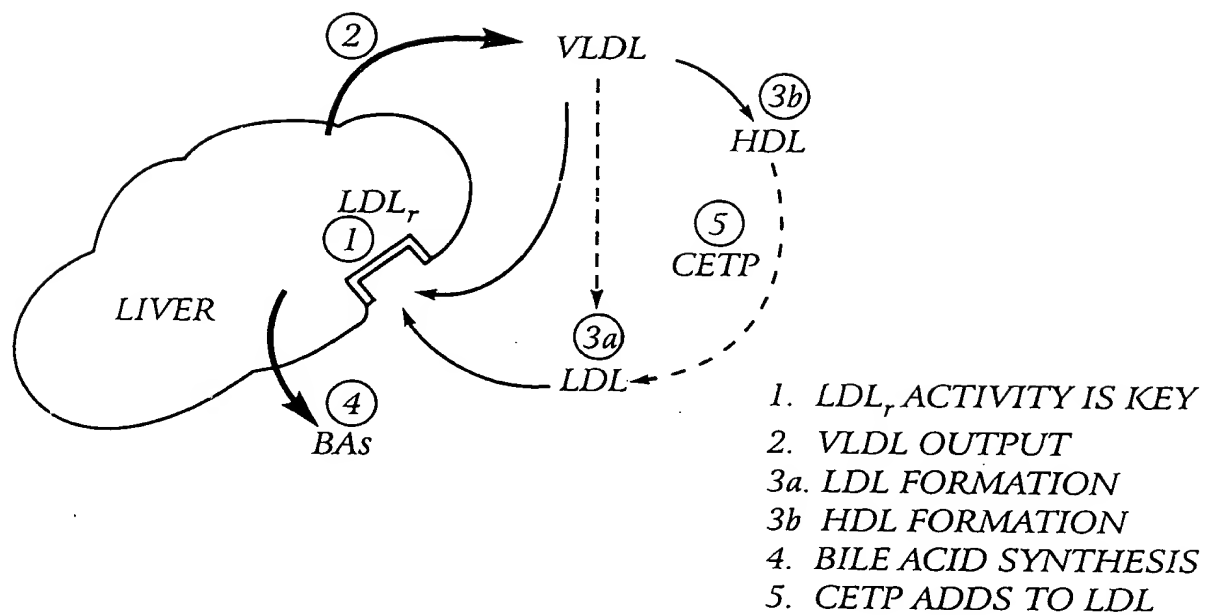 2
VLDL
3b
HDL
LDLr
1
5
CETP
LIVER
3a
LDL
4
BAs
1. LDLr ACTIVITY IS KEY
2. VLDL OUTPUT
3a. LDL FORMATION
3b HDL FORMATION
4. BILE ACID SYNTHESIS
5. CETP ADDS TO LDL